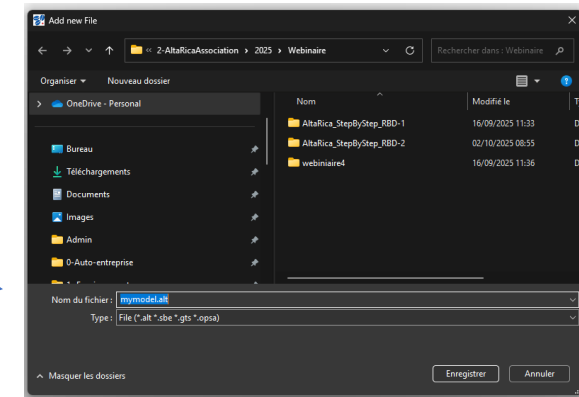 Add new File
« 2-AltaRicaAssociation › 2025 › Webinaire
Rechercher dans : Webinaire
Organiser
Nouveau dossier
OneDrive - Personal
Nom
Modifié le
AltaRica_StepByStep_RBD-1
16/09/2025 11:33
AltaRica_StepByStep_RBD-2
02/10/2025 08:55
webiniaire4
16/09/2025 11:36
Bureau
Téléchargements
Documents
Images
Admin
0-Auto-entreprise
Nom du fichier :
mymodel.alt
Type :
File (*.alt *.sbe *.gts *.opsa)
Masquer les dossiers
Enregistrer
Annuler